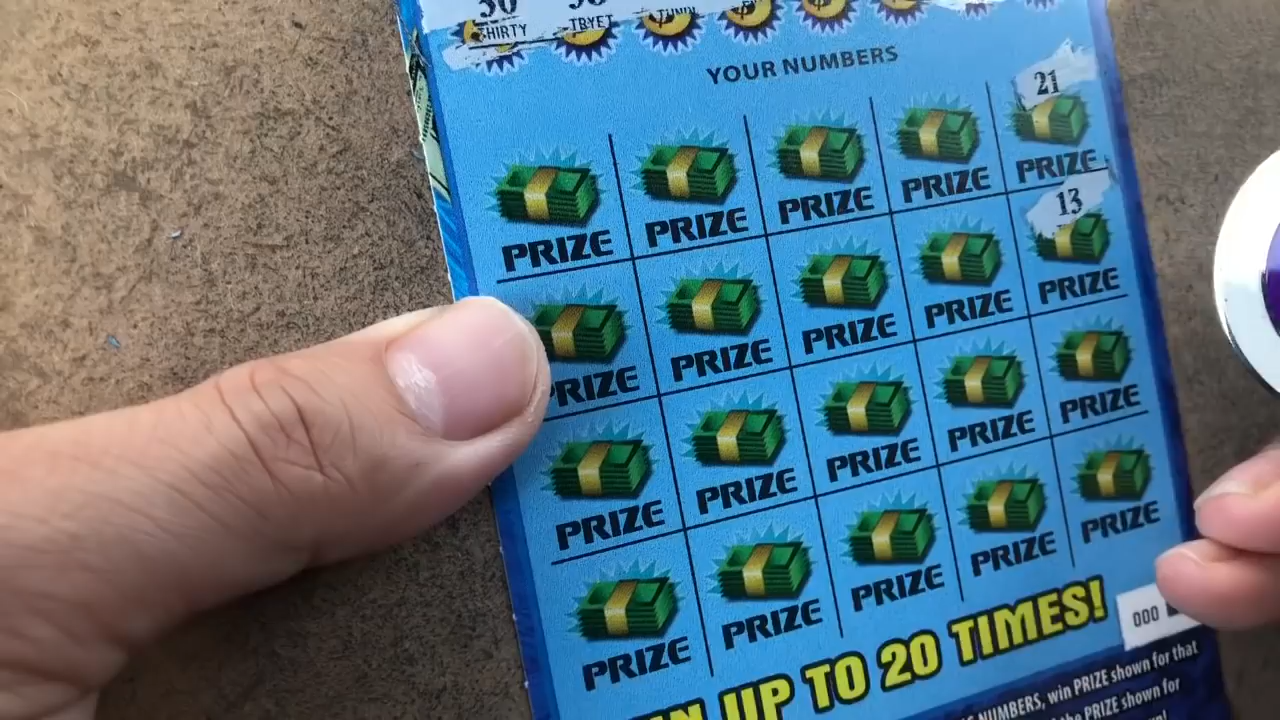 30
THIRTY TBYET
YOUR NUMBERS
21
PRIZE PRIZE PRIZE PRIZE PRIZE
13
PRIZE PRIZE PRIZE PRIZE PRIZE
PRIZE PRIZE PRIZE PRIZE PRIZE
PRIZE PRIZE PRIZE PRIZE PRIZE
UP TO 20 TIMES!
000
NUMBERS, win PRIZE shown for that
the PRIZE shown for